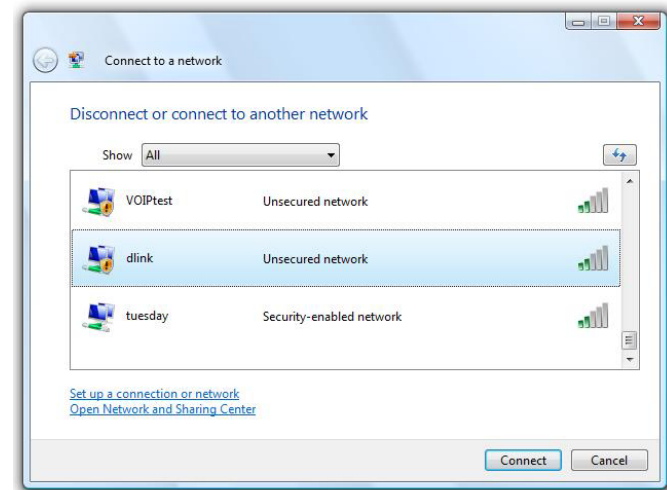 Connect to a network
Disconnect or connect to another network
Show All
VOIPtest Unsecured network
dlink Unsecured network
tuesday Security-enabled network
Set up a connection or network
Open Network and Sharing Center
Connect Cancel